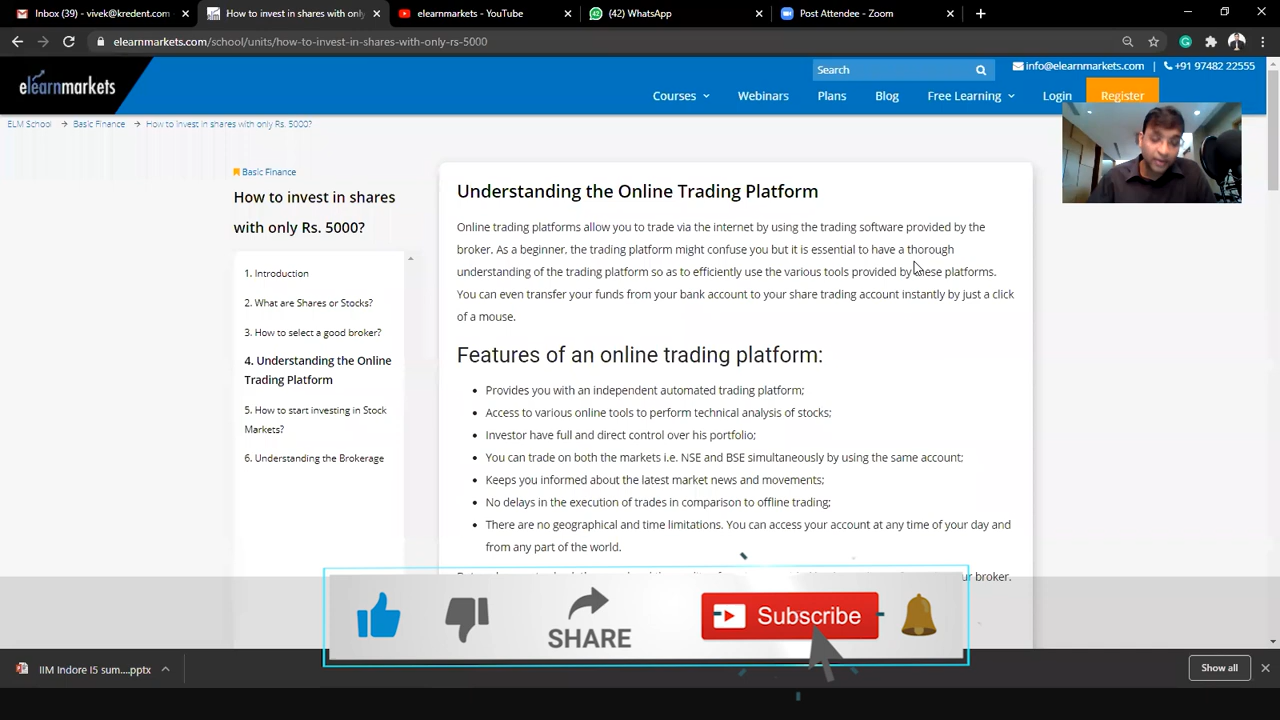 Inbox (39) - vivek@kredent.com
How to invest in shares with only
elearnmarkets - YouTube
(42) WhatsApp
Post Attendee - Zoom
elearnmarkets.com/school/units/how-to-invest-in-shares-with-only-rs-5000
elearnmarkets
Search
info@elearnmarkets.com | +91 97482 22555
Courses
Webinars
Plans
Blog
Free Learning
Login
Register
ELM School → Basic Finance → How to invest in shares with only Rs. 5000?
Basic Finance
How to invest in shares
with only Rs. 5000?
1. Introduction
2. What are Shares or Stocks?
3. How to select a good broker?
4. Understanding the Online
Trading Platform
5. How to start investing in Stock
Markets?
6. Understanding the Brokerage
Understanding the Online Trading Platform
Online trading platforms allow you to trade via the internet by using the trading software provided by the
broker. As a beginner, the trading platform might confuse you but it is essential to have a thorough
understanding of the trading platform so as to efficiently use the various tools provided by these platforms.
You can even transfer your funds from your bank account to your share trading account instantly by just a click
of a mouse.
Features of an online trading platform:
• Provides you with an independent automated trading platform;
• Access to various online tools to perform technical analysis of stocks;
• Investor have full and direct control over his portfolio;
• You can trade on both the markets i.e. NSE and BSE simultaneously by using the same account;
• Keeps you informed about the latest market news and movements;
• No delays in the execution of trades in comparison to offline trading;
• There are no geographical and time limitations. You can access your account at any time of your day and
from any part of the world.
broker.
SHARE
Subscribe
IIM Indore I5 sum....pptx
Show all